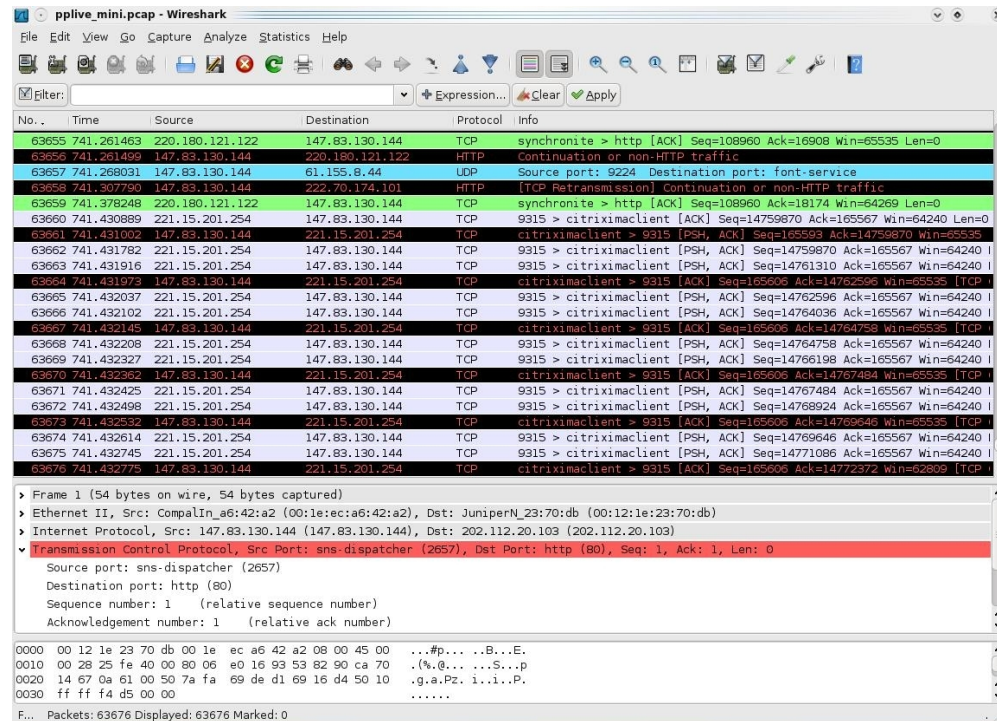 pplive_mini.pcap - Wireshark
File Edit View Go Capture Analyze Statistics Help
Filter: Expression... Clear Apply
No. . Time Source Destination Protocol Info
63655 741.261463 220.180.121.122 147.83.130.144 TCP synchronite > http [ACK] Seq=108960 Ack=16908 Win=65535 Len=0
63656 741.261499 147.83.130.144 220.180.121.122 HTTP Continuation or non-HTTP traffic
63657 741.268031 147.83.130.144 61.155.8.44 UDP Source port: 9224 Destination port: font-service
63658 741.307790 147.83.130.144 222.70.174.101 HTTP [TCP Retransmission] Continuation or non-HTTP traffic
63659 741.378248 220.180.121.122 147.83.130.144 TCP synchronite > http [ACK] Seq=108960 Ack=18174 Win=64269 Len=0
63660 741.430889 221.15.201.254 147.83.130.144 TCP 9315 > citriximaclient [ACK] Seq=14759870 Ack=165567 Win=64240 Len=0
63661 741.431002 147.83.130.144 221.15.201.254 TCP citriximaclient > 9315 [PSH, ACK] Seq=165593 Ack=14759870 Win=65535
63662 741.431782 221.15.201.254 147.83.130.144 TCP 9315 > citriximaclient [PSH, ACK] Seq=14759870 Ack=165567 Win=64240
63663 741.431916 221.15.201.254 147.83.130.144 TCP 9315 > citriximaclient [PSH, ACK] Seq=14761310 Ack=165567 Win=64240
63664 741.431973 147.83.130.144 221.15.201.254 TCP citriximaclient > 9315 [ACK] Seq=165606 Ack=14762596 Win=65535 [TCP
63665 741.432037 221.15.201.254 147.83.130.144 TCP 9315 > citriximaclient [PSH, ACK] Seq=14762596 Ack=165567 Win=64240
63666 741.432102 221.15.201.254 147.83.130.144 TCP 9315 > citriximaclient [PSH, ACK] Seq=14764036 Ack=165567 Win=64240
63667 741.432145 147.83.130.144 221.15.201.254 TCP citriximaclient > 9315 [ACK] Seq=165606 Ack=14764758 Win=65535 [TCP
63668 741.432208 221.15.201.254 147.83.130.144 TCP 9315 > citriximaclient [PSH, ACK] Seq=14764758 Ack=165567 Win=64240
63669 741.432327 221.15.201.254 147.83.130.144 TCP 9315 > citriximaclient [PSH, ACK] Seq=14766198 Ack=165567 Win=64240
63670 741.432362 147.83.130.144 221.15.201.254 TCP citriximaclient > 9315 [ACK] Seq=165606 Ack=14767484 Win=65535 [TCP
63671 741.432425 221.15.201.254 147.83.130.144 TCP 9315 > citriximaclient [PSH, ACK] Seq=14767484 Ack=165567 Win=64240
63672 741.432498 221.15.201.254 147.83.130.144 TCP 9315 > citriximaclient [PSH, ACK] Seq=14768924 Ack=165567 Win=64240
63673 741.432532 147.83.130.144 221.15.201.254 TCP citriximaclient > 9315 [ACK] Seq=165606 Ack=14769646 Win=65535 [TCP
63674 741.432614 221.15.201.254 147.83.130.144 TCP 9315 > citriximaclient [PSH, ACK] Seq=14769646 Ack=165567 Win=64240
63675 741.432745 221.15.201.254 147.83.130.144 TCP 9315 > citriximaclient [PSH, ACK] Seq=14771086 Ack=165567 Win=64240
63676 741.432775 147.83.130.144 221.15.201.254 TCP citriximaclient > 9315 [ACK] Seq=165606 Ack=14772372 Win=62809 [TCP
Frame 1 (54 bytes on wire, 54 bytes captured)
Ethernet II, Src: CompalIn_a6:42:a2 (00:1e:ec:a6:42:a2), Dst: JuniperN_23:70:db (00:12:1e:23:70:db)
Internet Protocol, Src: 147.83.130.144 (147.83.130.144), Dst: 202.112.20.103 (202.112.20.103)
Transmission Control Protocol, Src Port: sns-dispatcher (2657), Dst Port: http (80), Seq: 1, Ack: 1, Len: 0
Source port: sns-dispatcher (2657)
Destination port: http (80)
Sequence number: 1 (relative sequence number)
Acknowledgement number: 1 (relative ack number)
0000 00 12 1e 23 70 db 00 1e ec a6 42 a2 08 00 45 00 ...#p... ..B...E.
0010 00 28 25 fe 40 00 80 06 e0 16 93 53 82 90 ca 70 .(%.@... ...S...p
0020 14 67 0a 61 00 50 7a fa 69 de d1 69 16 d4 50 10 .g.a.Pz. i..i..P.
0030 ff ff f4 d5 00 00 ......
F... Packets: 63676 Displayed: 63676 Marked: 0